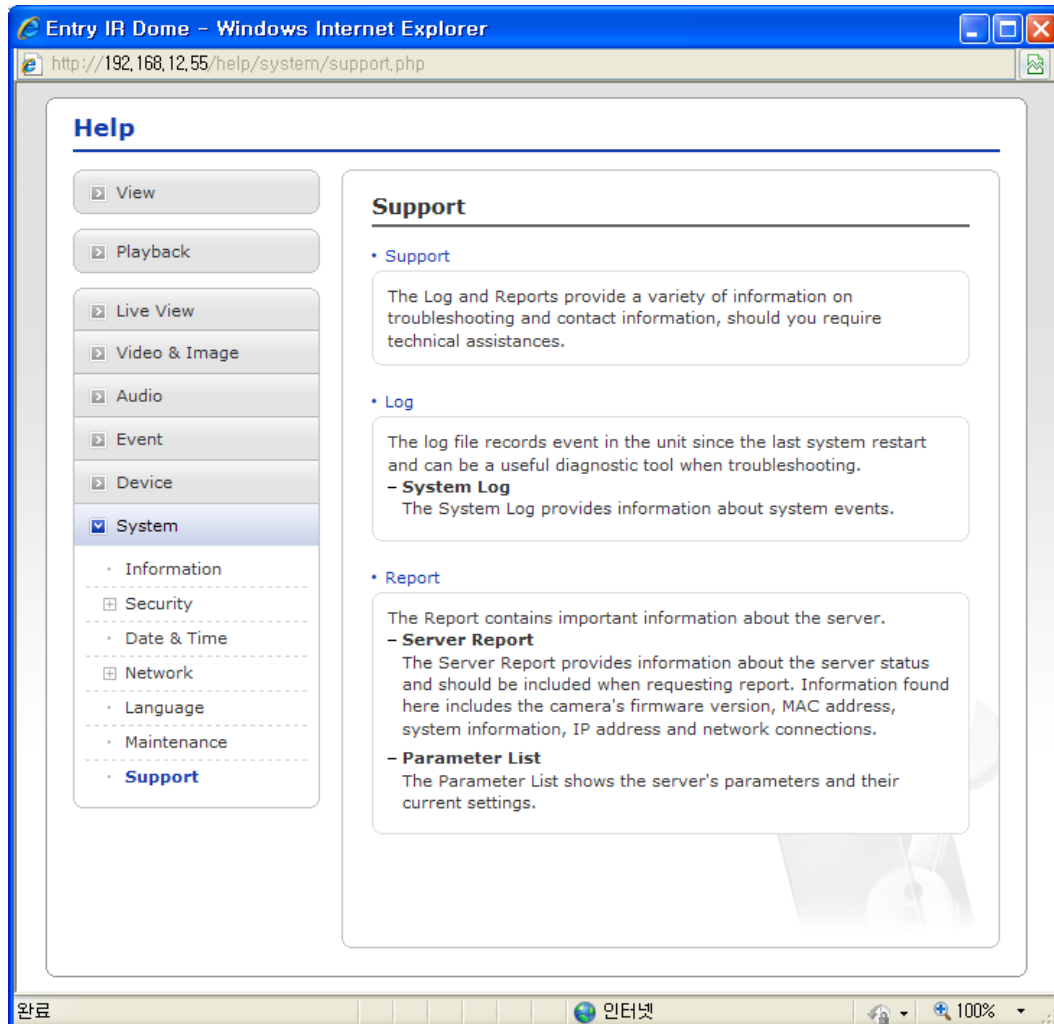 Entry IR Dome - Windows Internet Explorer
http://192,168,12,55/help/system/support,php
Help
View
Playback
Live View
Video & Image
Audio
Event
Device
System
· Information
Security
· Date & Time
Network
· Language
· Maintenance
· Support
Support
• Support
The Log and Reports provide a variety of information on
troubleshooting and contact information, should you require
technical assistances.
• Log
The log file records event in the unit since the last system restart
and can be a useful diagnostic tool when troubleshooting.
– System Log
The System Log provides information about system events.
• Report
The Report contains important information about the server.
– Server Report
The Server Report provides information about the server status
and should be included when requesting report. Information found
here includes the camera's firmware version, MAC address,
system information, IP address and network connections.
– Parameter List
The Parameter List shows the server's parameters and their
current settings.
완료
인터넷
100%